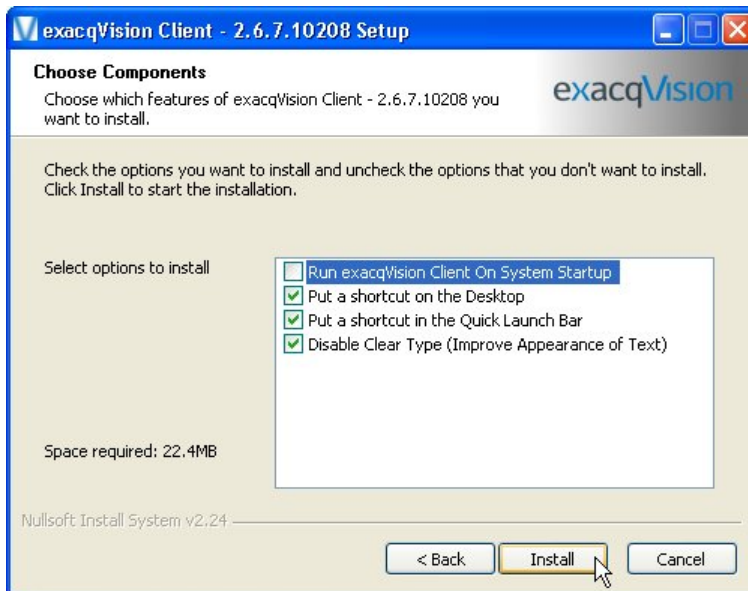 exacqVision Client - 2.6.7.10208 Setup
Choose Components
Choose which features of exacqVision Client - 2.6.7.10208 you
want to install.
exacqVision
Check the options you want to install and uncheck the options that you don't want to install.
Click Install to start the installation.
Select options to install
Run exacqVision Client On System Startup
Put a shortcut on the Desktop
Put a shortcut in the Quick Launch Bar
Disable Clear Type (Improve Appearance of Text)
Space required: 22.4MB
Nullsoft Install System v2.24
< Back Install Cancel